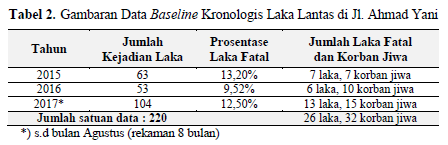 Tabel 2. Gambaran Data Baseline Kronologis Laka Lantas di Jl. Ahmad Yani
Tahun Jumlah Kejadian Laka Prosentase Laka Fatal Jumlah Laka Fatal dan Korban Jiwa
2015 63 13,20% 7 laka, 7 korban jiwa
2016 53 9,52% 6 laka, 10 korban jiwa
2017* 104 12,50% 13 laka, 15 korban jiwa
Jumlah satuan data : 220 26 laka, 32 korban jiwa
*) s.d bulan Agustus (rekaman 8 bulan)